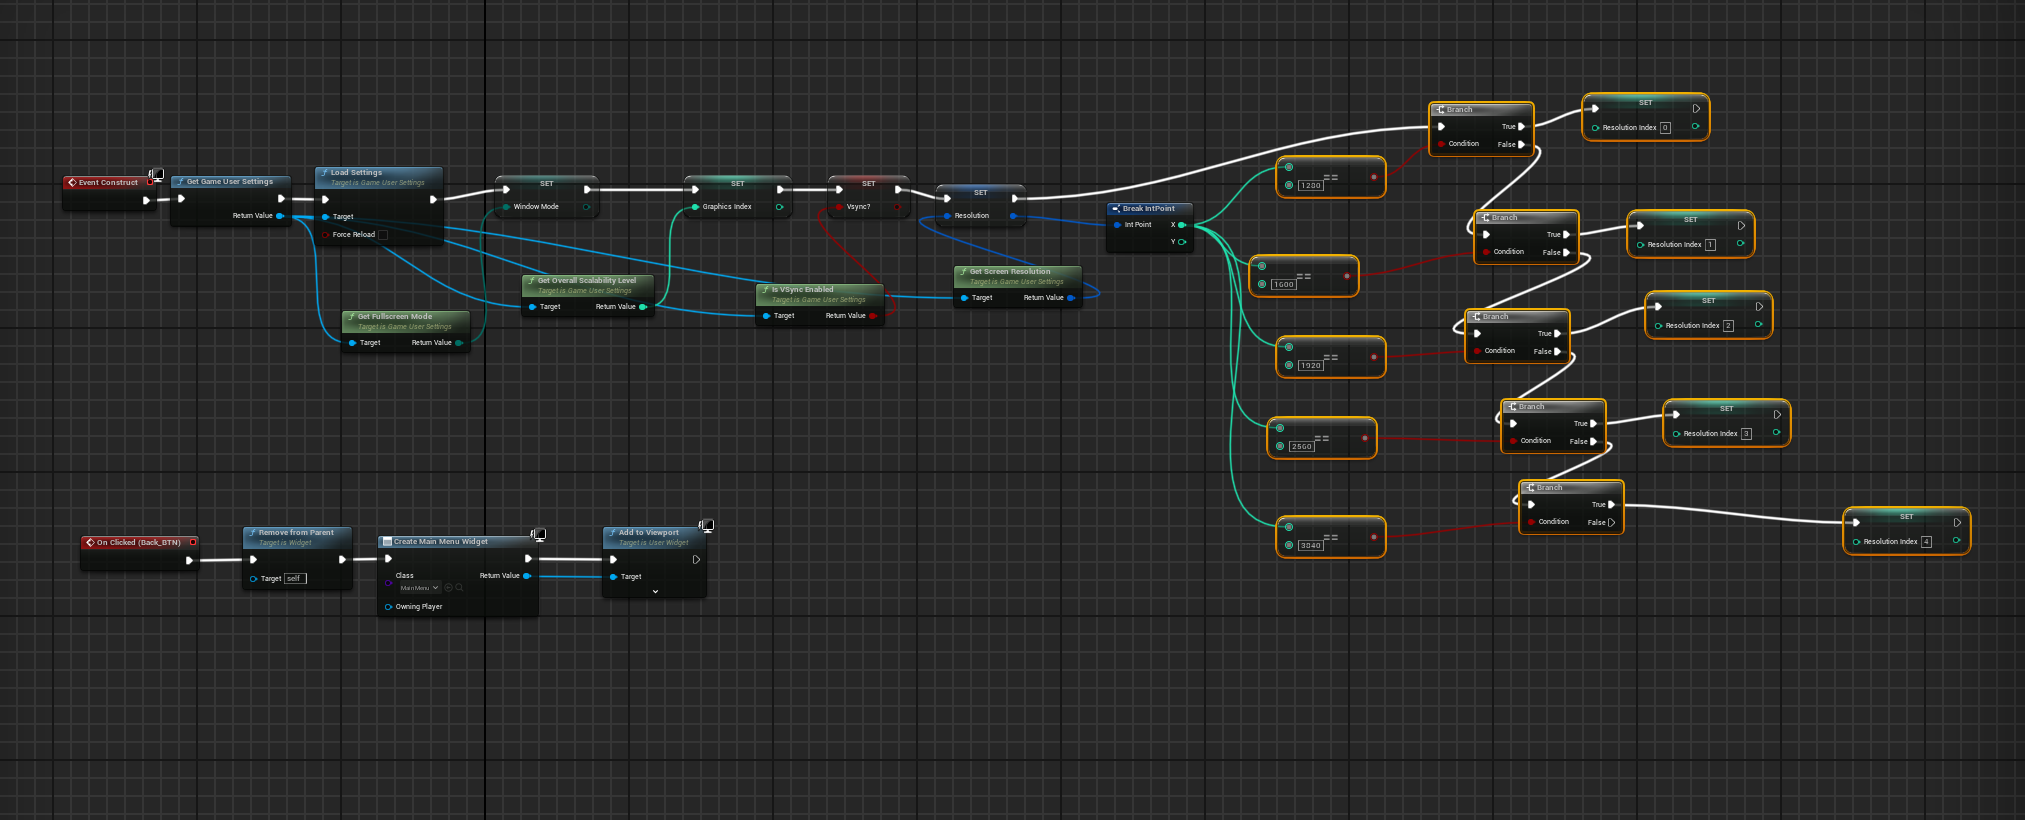 Event Construct
Get Game User Settings
Return Value
Load Settings
Target is Game User Settings
Target
Force Reload
SET
Window Mode
SET
Graphics Index
SET
Vsync?
SET
Resolution
Get Fullscreen Mode
Target is Game User Settings
Target Return Value
Get Overall Scalability Level
Target is Game User Settings
Target Return Value
Is VSync Enabled
Target is Game User Settings
Target Return Value
Get Screen Resolution
Target is Game User Settings
Target Return Value
Break IntPoint
Int Point X
Y
==
1280
==
1600
==
1920
==
2560
==
3840
Branch
True
Condition False
SET
Resolution Index 0
Branch
True
Condition False
SET
Resolution Index 1
Branch
True
Condition False
SET
Resolution Index 2
Branch
True
Condition False
SET
Resolution Index 3
Branch
True
Condition False
SET
Resolution Index 4
On Clicked (Back_BTN)
Remove from Parent
Target is Widget
Target self
Create Main Menu Widget
Class Return Value
Main Menu
Owning Player
Add to Viewport
Target is User Widget
Target